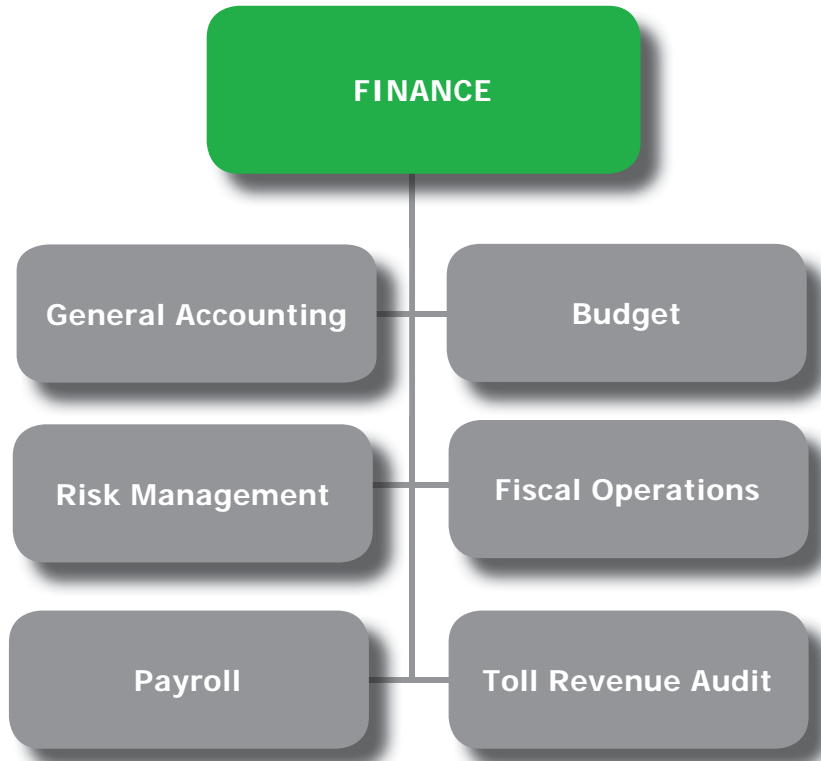 FINANCE
General Accounting
Budget
Risk Management
Fiscal Operations
Payroll
Toll Revenue Audit